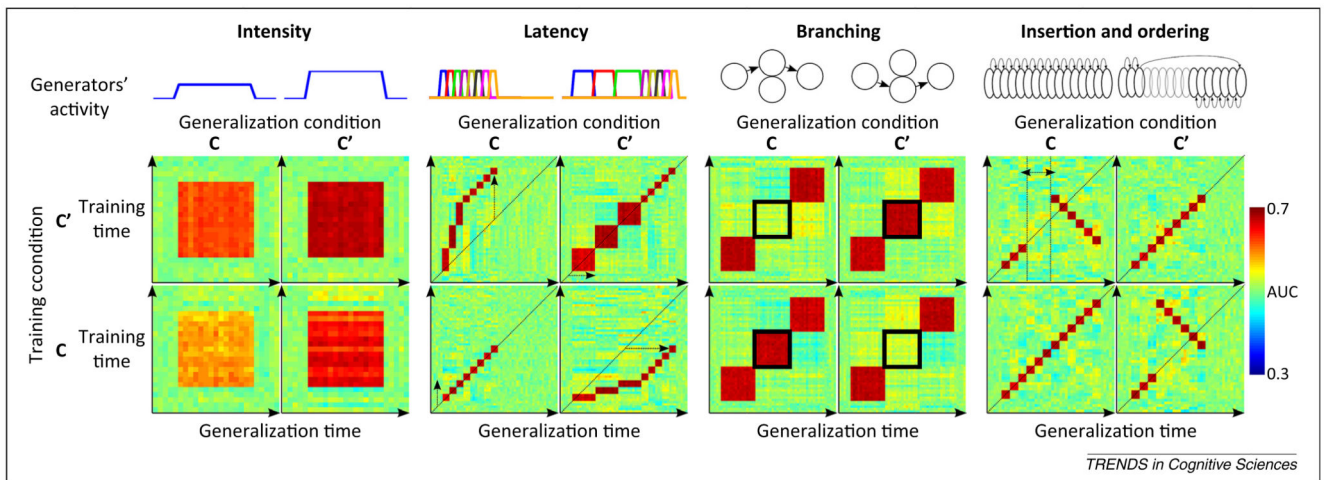 Intensity Latency Branching Insertion and ordering
Generators'
activity
Generalization condition Generalization condition Generalization condition Generalization condition
C C' C C' C C' C C'
Training condition
C' Training
time
C Training
time
0.7
AUC
0.3
Generalization time Generalization time Generalization time Generalization time
TRENDS in Cognitive Sciences